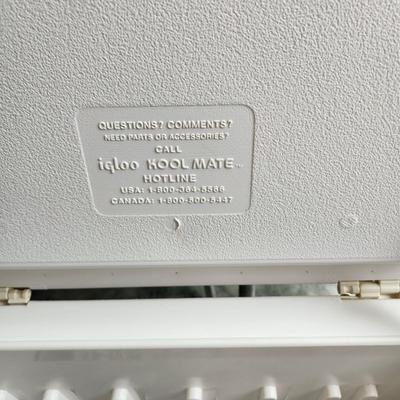 QUESTIONS? COMMENTS?
NEED PARTS OR ACCESSORIES?
CALL
igloo KOOL MATE
HOTLINE
USA: 1-800-364-5566
CANADA: 1-800-500-5447